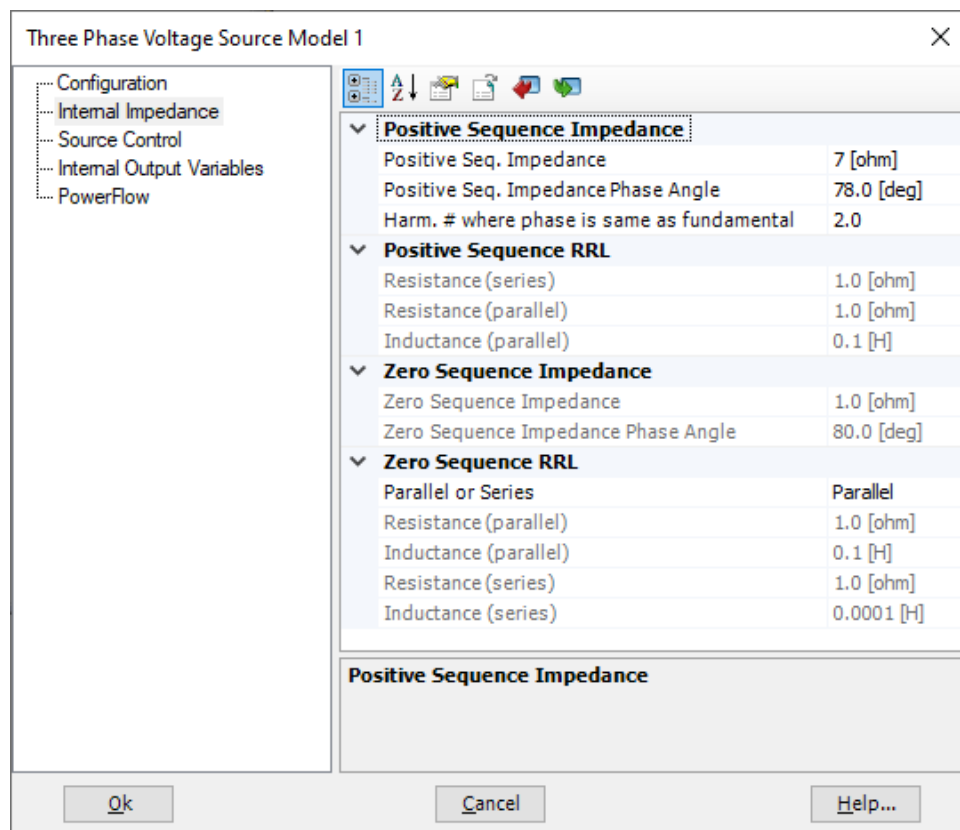 Three Phase Voltage Source Model 1
Configuration
Internal Impedance
Source Control
Internal Output Variables
PowerFlow
Positive Sequence Impedance
Positive Seq. Impedance 7 [ohm]
Positive Seq. Impedance Phase Angle 78.0 [deg]
Harm. # where phase is same as fundamental 2.0
Positive Sequence RRL
Resistance (series) 1.0 [ohm]
Resistance (parallel) 1.0 [ohm]
Inductance (parallel) 0.1 [H]
Zero Sequence Impedance
Zero Sequence Impedance 1.0 [ohm]
Zero Sequence Impedance Phase Angle 80.0 [deg]
Zero Sequence RRL
Parallel or Series Parallel
Resistance (parallel) 1.0 [ohm]
Inductance (parallel) 0.1 [H]
Resistance (series) 1.0 [ohm]
Inductance (series) 0.0001 [H]
Positive Sequence Impedance
Ok Cancel Help...